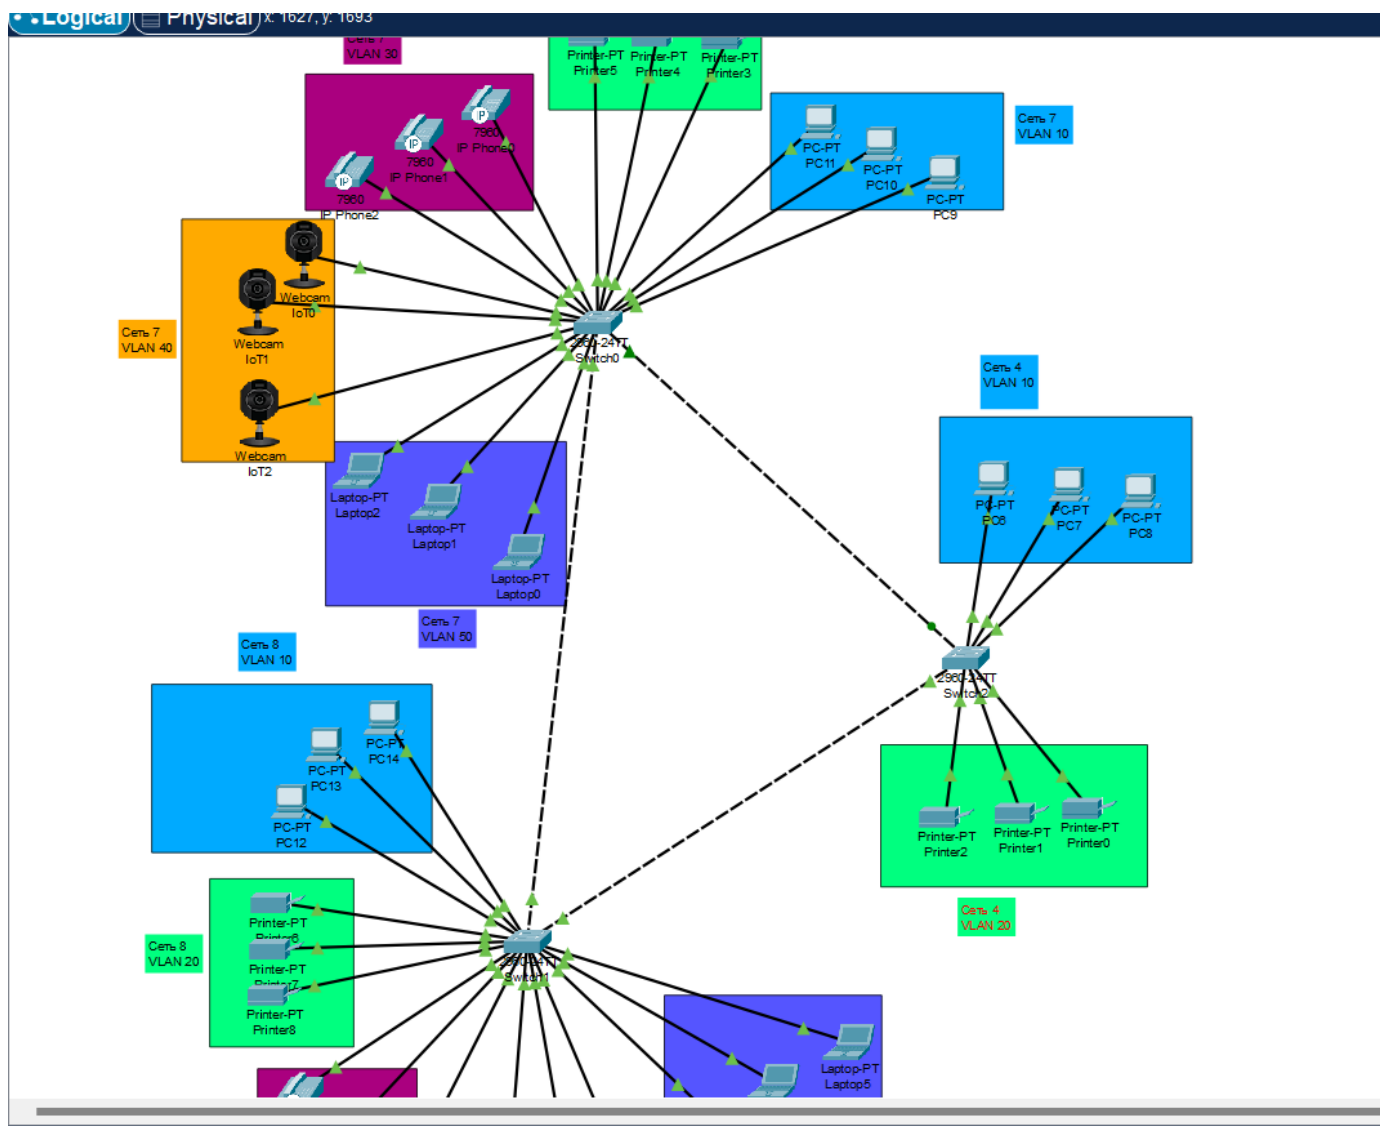 Logical Physical x: 1627, y: 1693
Сеть 7
VLAN 30
Printer-PT
Printer5
Printer-PT
Printer4
Printer-PT
Printer3
7960
IP Phone0
7960
IP Phone1
7960
IP Phone2
PC-PT
PC11
PC-PT
PC10
PC-PT
PC9
Сеть 7
VLAN 10
Webcam
IoT0
Webcam
IoT1
Webcam
IoT2
Сеть 7
VLAN 40
2960-24TT
Switch0
Laptop-PT
Laptop2
Laptop-PT
Laptop1
Laptop-PT
Laptop0
Сеть 7
VLAN 50
Сеть 4
VLAN 10
PC-PT
PC6
PC-PT
PC7
PC-PT
PC8
2960-24TT
Switch2
Printer-PT
Printer2
Printer-PT
Printer1
Printer-PT
Printer0
Сеть 4
VLAN 20
Сеть 8
VLAN 10
PC-PT
PC14
PC-PT
PC13
PC-PT
PC12
Сеть 8
VLAN 20
Printer-PT
Printer6
Printer-PT
Printer7
Printer-PT
Printer8
2960-24TT
Switch1
Laptop-PT
Laptop5